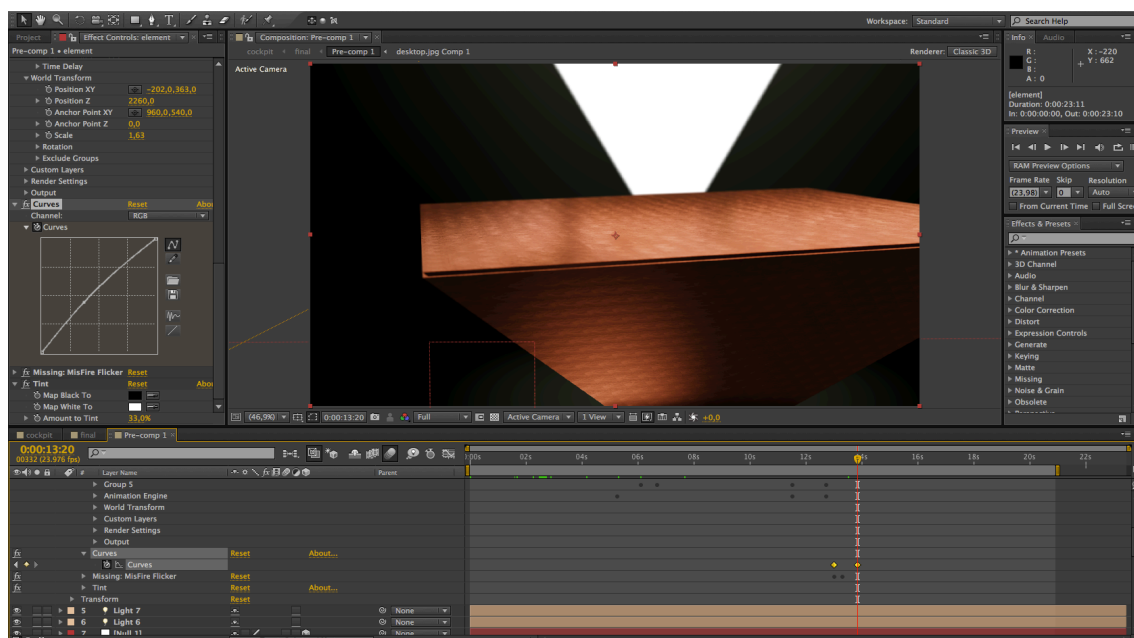 Workspace: Standard
Search Help
Project Effect Controls: element Composition: Pre-comp 1 Info Audio
Pre-comp 1 • element
cockpit final Pre-comp 1 desktop.jpg Comp 1 Renderer: Classic 3D
R : X : -220
G : Y : 662
B :
A : 0
[element]
Duration: 0:00:23:11
In: 0:00:00:00, Out: 0:00:23:10
Active Camera
Time Delay
World Transform
Position XY -202,0,363,0
Position Z 2260,0
Anchor Point XY 960,0,540,0
Anchor Point Z 0,0
Scale 1,63
Rotation
Exclude Groups
Custom Layers
Render Settings
Output
fx Curves Reset Abou
Channel: RGB
Curves
fx Missing: MisFire Flicker Reset
fx Tint Reset Abou
Map Black To
Map White To
Amount to Tint 33,0%
Preview
RAM Preview Options
Frame Rate Skip Resolution
(23,98) 0 Auto
From Current Time Full Scre
Effects & Presets
* Animation Presets
3D Channel
Audio
Blur & Sharpen
Channel
Color Correction
Distort
Expression Controls
Generate
Keying
Matte
Missing
Noise & Grain
Obsolete
(46,9%) 0:00:13:20 Full Active Camera 1 View +0,0
cockpit final Pre-comp 1
0:00:13:20
00332 (23.976 fps)
02s 04s 06s 08s 10s 12s 16s 18s 20s 22s
# Layer Name Parent
Group 5
Animation Engine
World Transform
Custom Layers
Render Settings
Output
fx Curves Reset About...
Curves
fx Missing: MisFire Flicker Reset
fx Tint Reset About...
Transform Reset
5 Light 7 None
6 Light 6 None
7 [Null 1] None